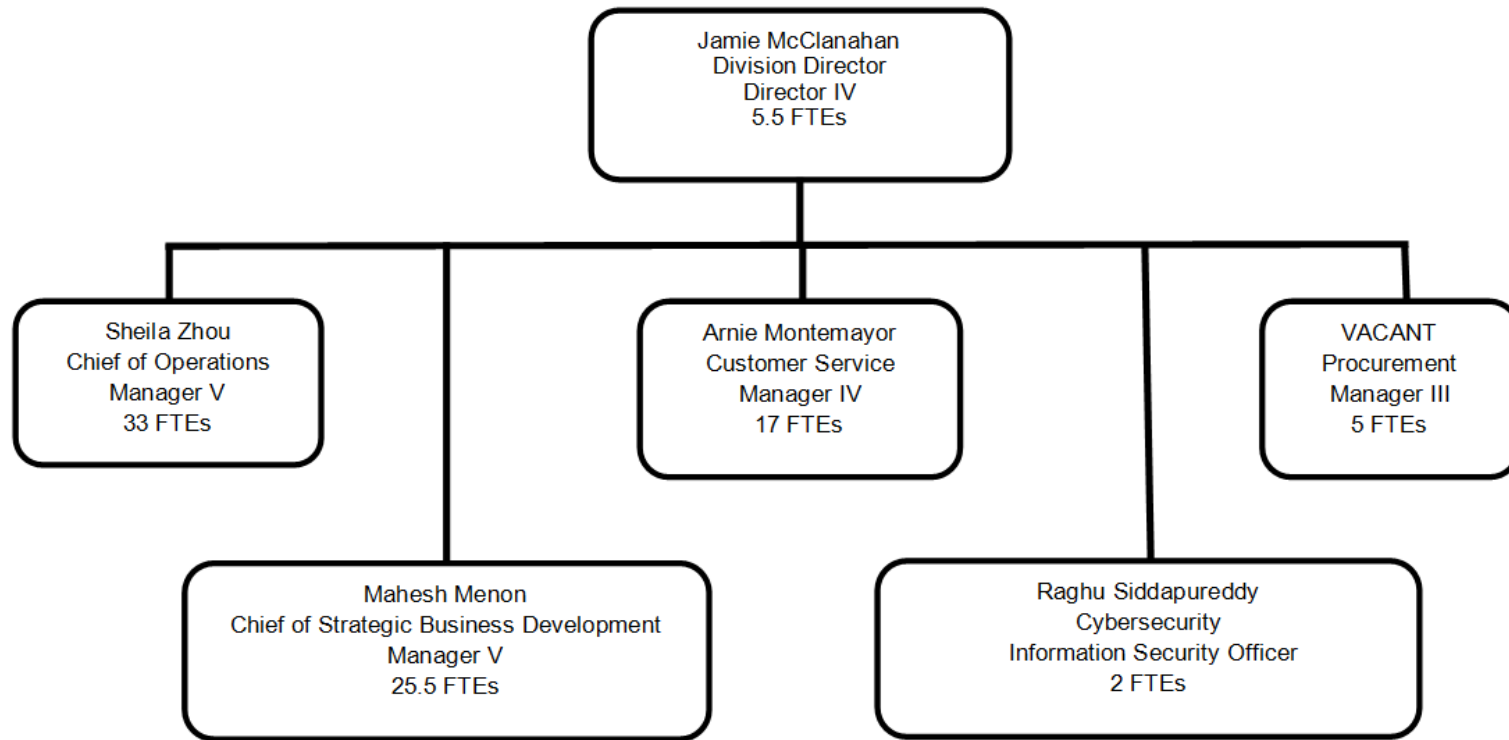 Jamie McClanahan
Division Director
Director IV
5.5 FTEs
Sheila Zhou
Chief of Operations
Manager V
33 FTEs
Arnie Montemayor
Customer Service
Manager IV
17 FTEs
VACANT
Procurement
Manager III
5 FTEs
Mahesh Menon
Chief of Strategic Business Development
Manager V
25.5 FTEs
Raghu Siddapureddy
Cybersecurity
Information Security Officer
2 FTEs